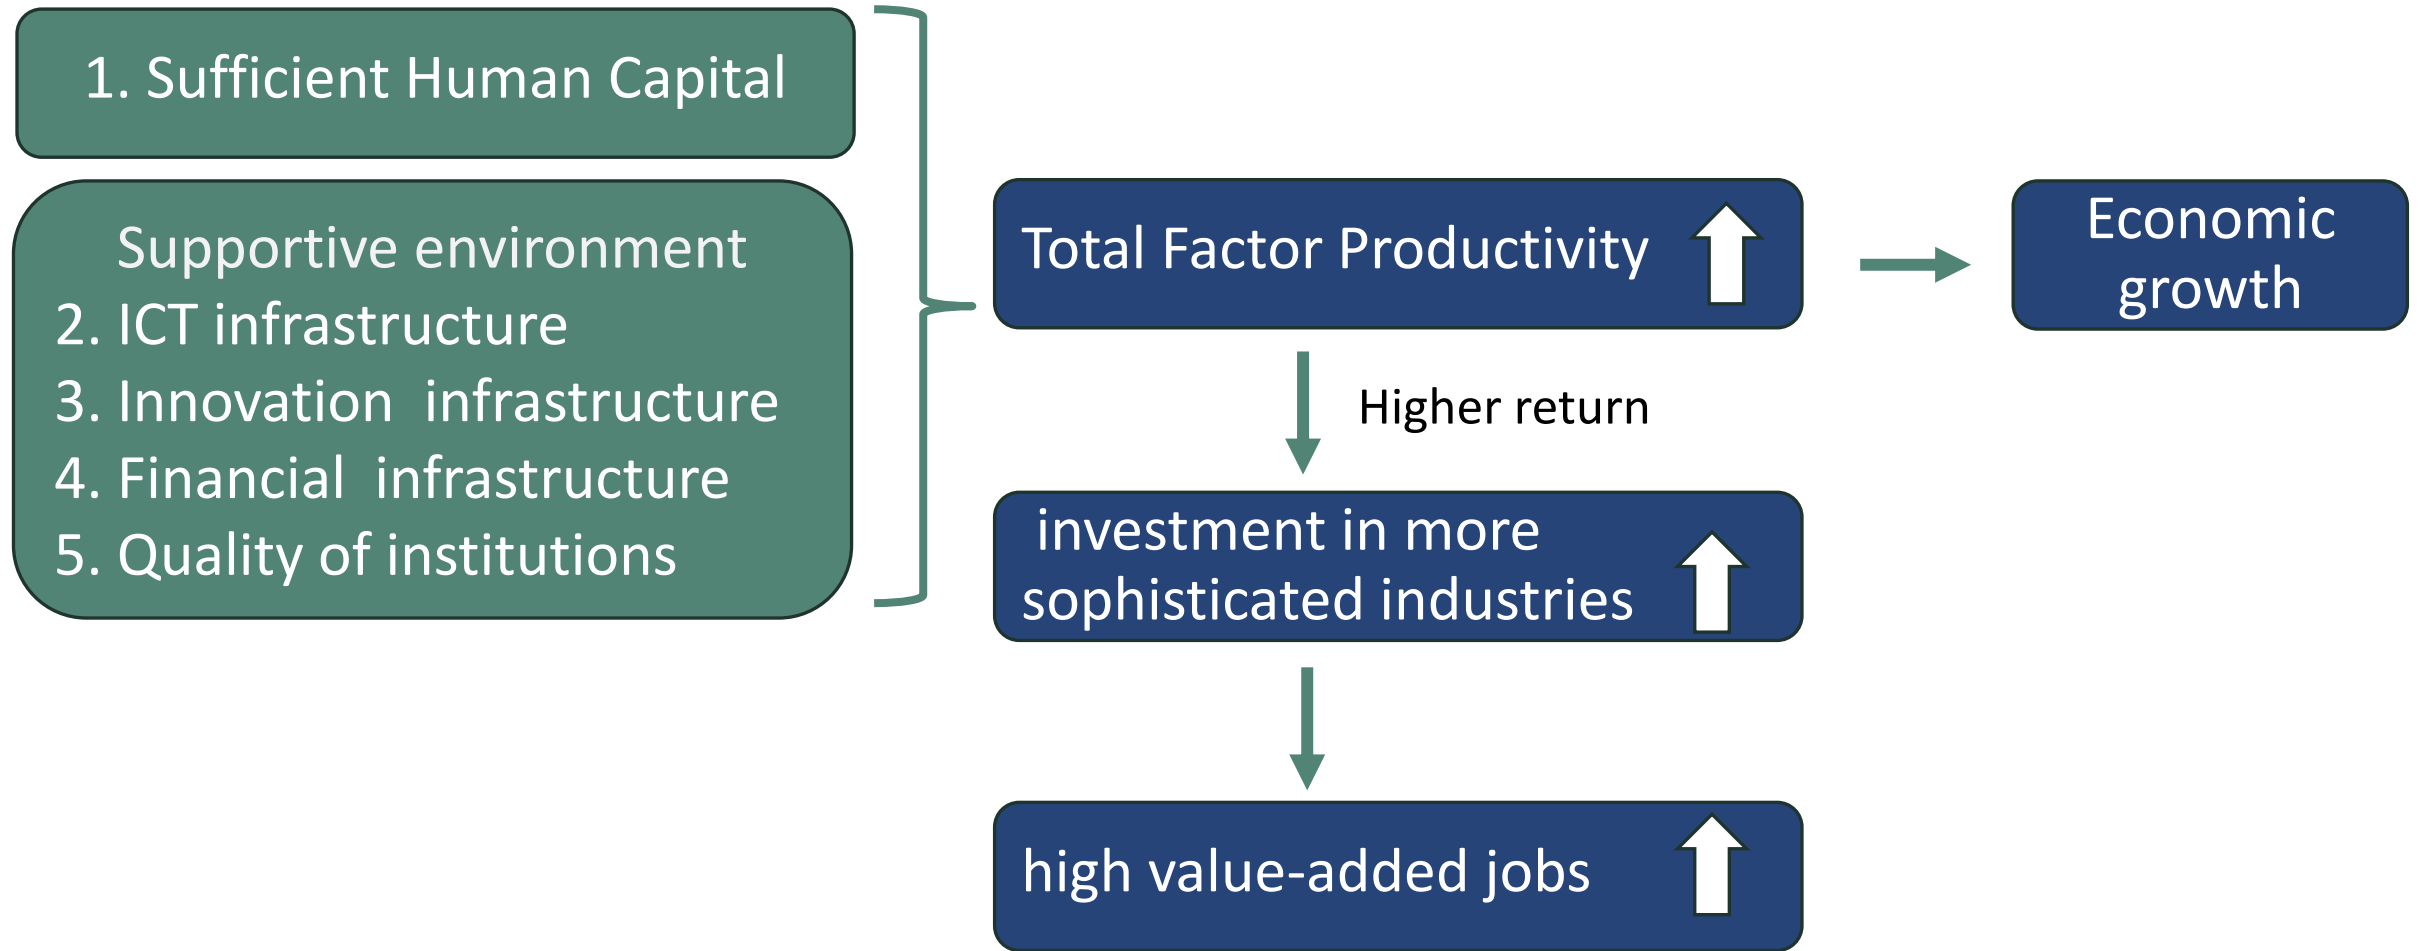 1. Sufficient Human Capital
Supportive environment
2. ICT infrastructure
3. Innovation  infrastructure
4. Financial  infrastructure
5. Quality of institutions
Total Factor Productivity
Economic
growth
Higher return
investment in more
sophisticated industries
high value-added jobs